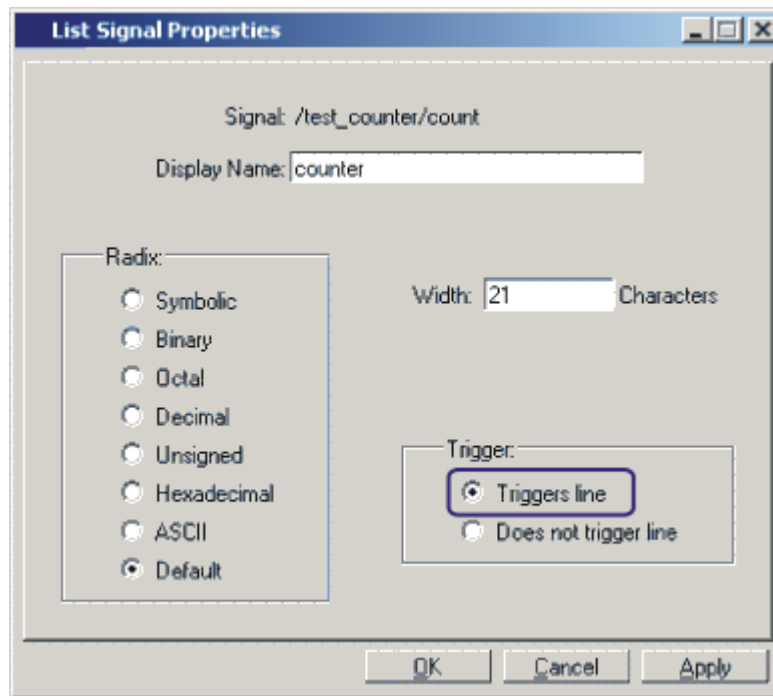 List Signal Properties
Signal: /test_counter/count
Display Name: counter
Radix:
Symbolic
Binary
Octal
Decimal
Unsigned
Hexadecimal
ASCII
Default
Width: 21 Characters
Trigger:
Triggers line
Does not trigger line
OK Cancel Apply